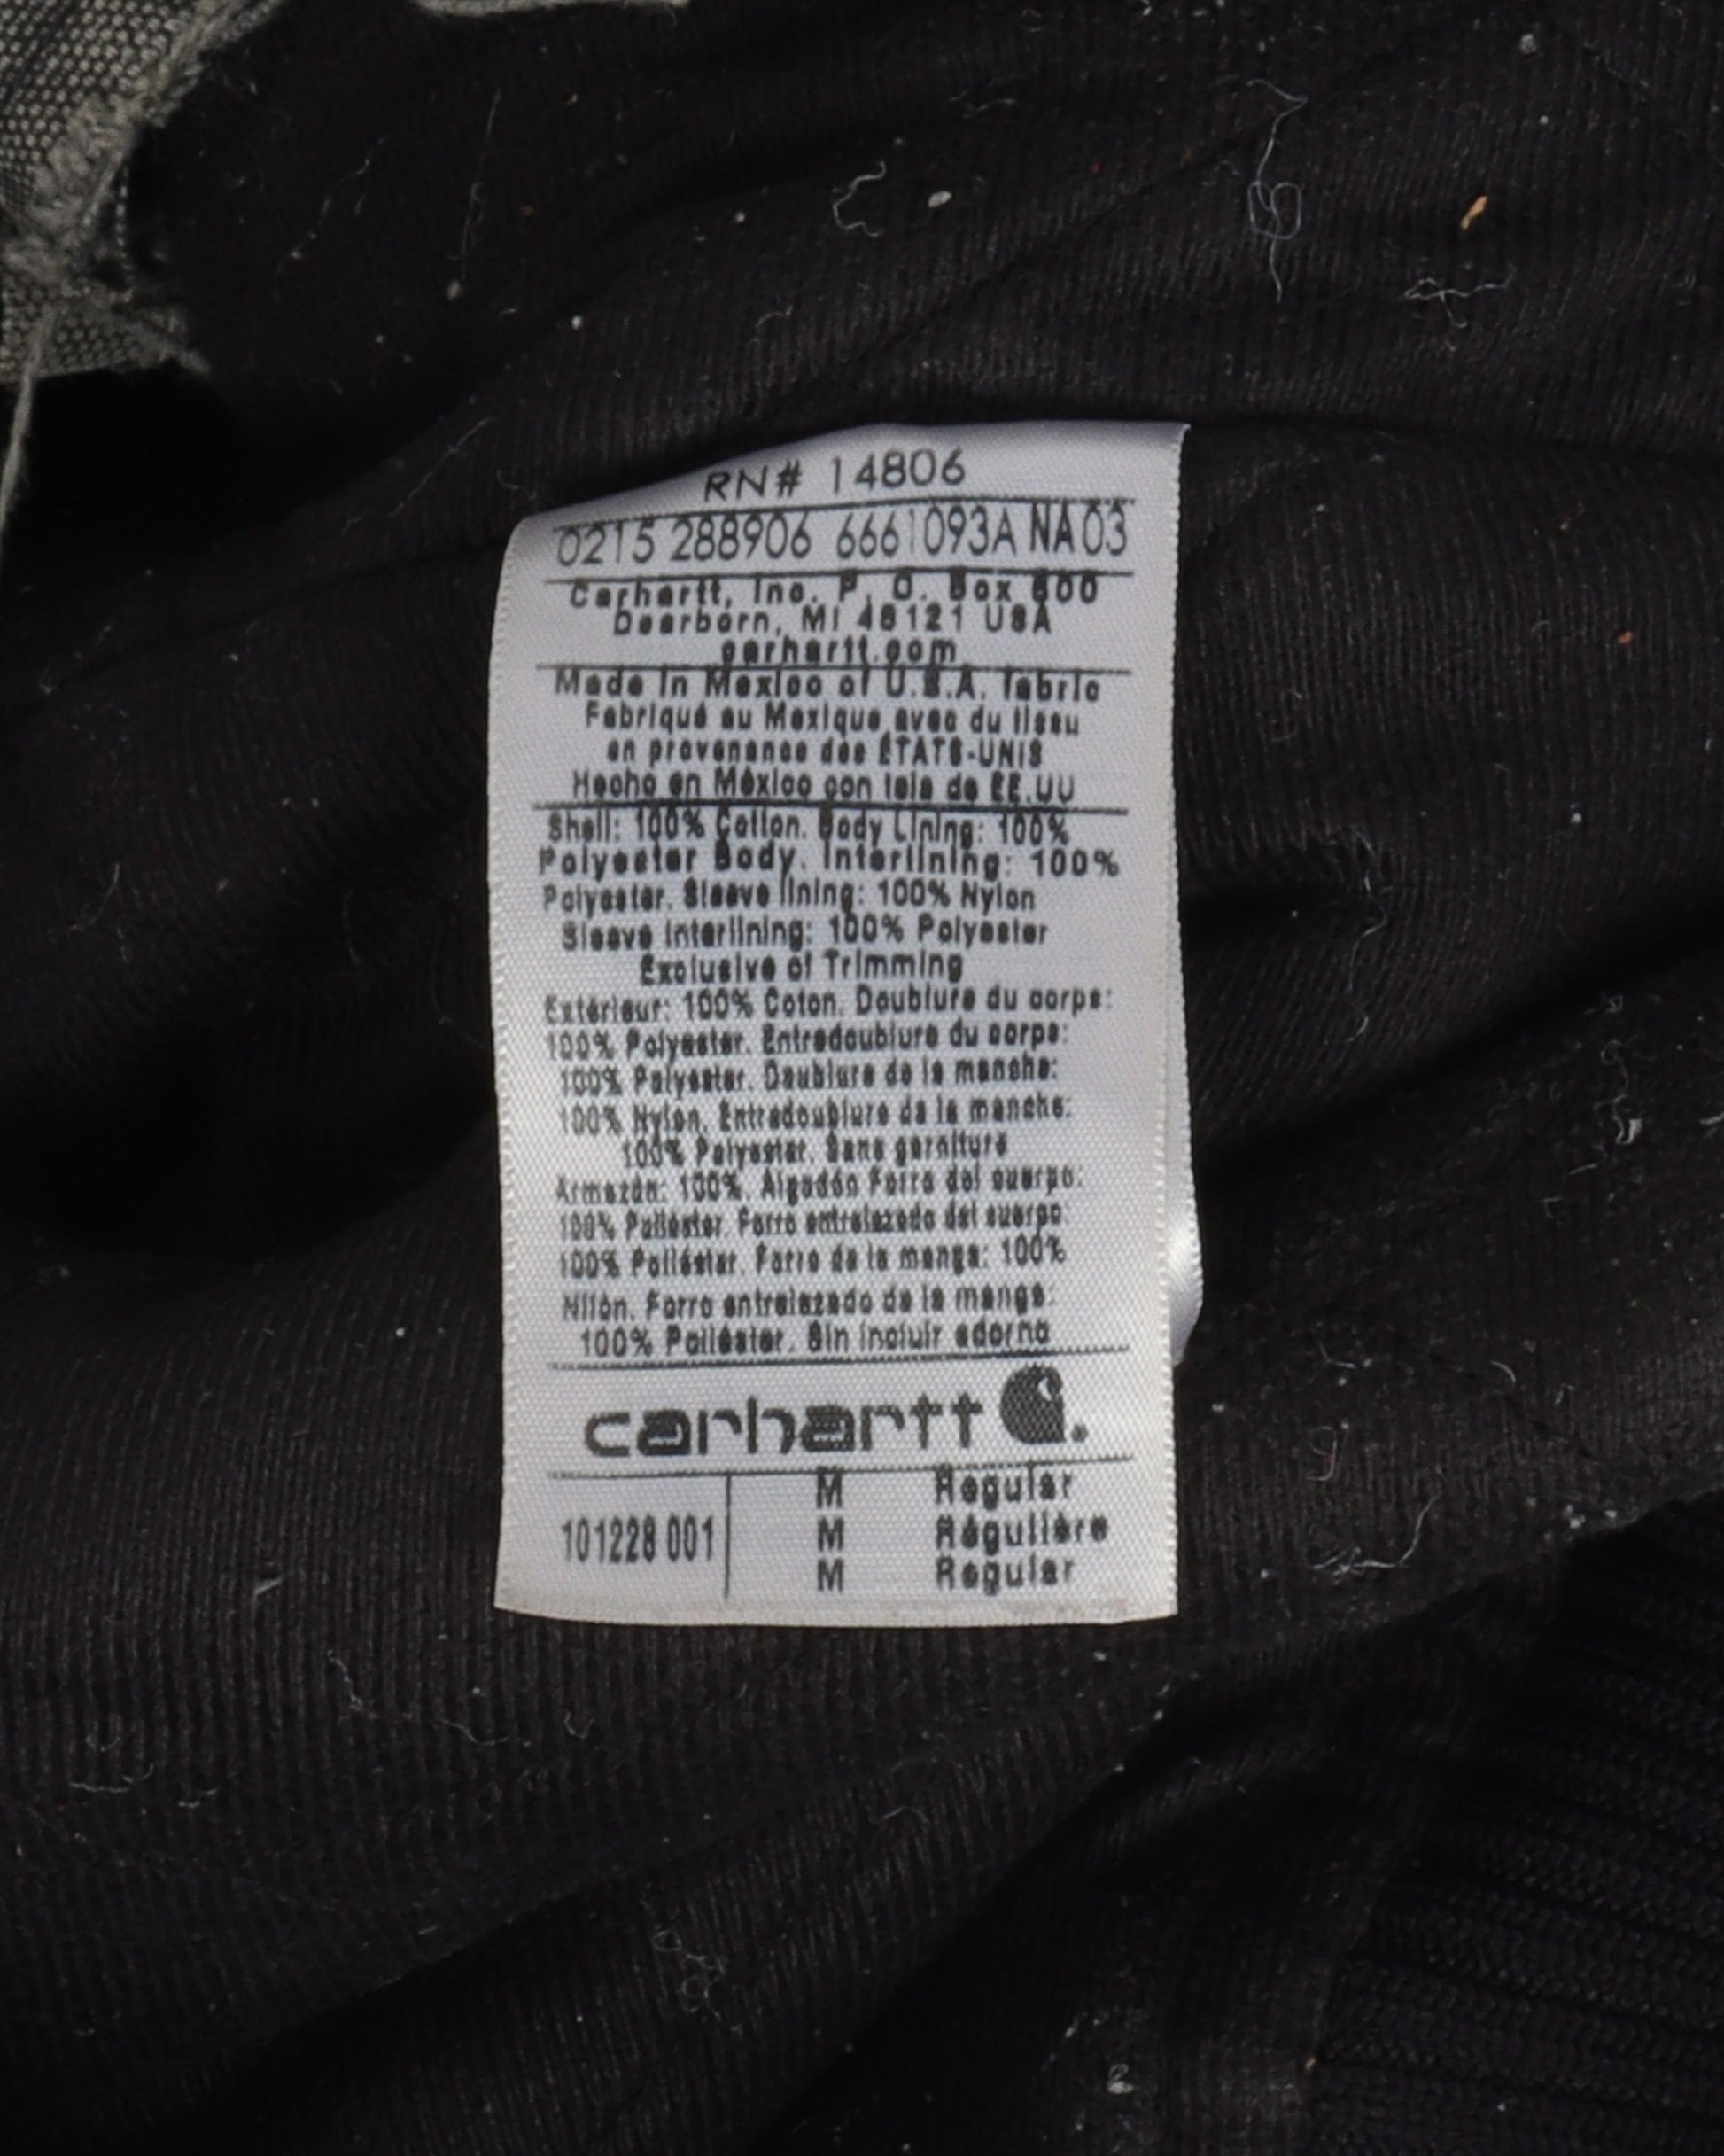 RN# 14806
0215 288906 6661093A NA 03
Carhartt, Inc. P. O. Box 600
Dearborn, MI 48121 USA
carhartt.com
Made in Mexico of U.S.A. fabric
Fabriqué au Mexique avec du tissu
en provenance des ÉTATS-UNIS
Hecho en México con tela de EE.UU
Shell: 100% Cotton. Body Lining: 100%
Polyester Body. Interlining: 100%
Polyester. Sleeve lining: 100% Nylon
Sleeve interlining: 100% Polyester
Exclusive of Trimming
Extérieur: 100% Coton. Doublure du corps:
100% Polyester. Entredoublure du corps:
100% Polyester. Doublure de la manche:
100% Nylon. Entredoublure de la manche:
100% Polyester. Sans garniture
Armazón: 100%. Algodón Forro del cuerpo:
100% Poliéster. Forro entrelazado del cuerpo:
100% Poliéster. Forro de la manga: 100%
Nilón. Forro entrelazado de la manga:
100% Poliéster. Sin incluir adorno
carhartt
M Regular
101228 001 M Régulière
M Regular